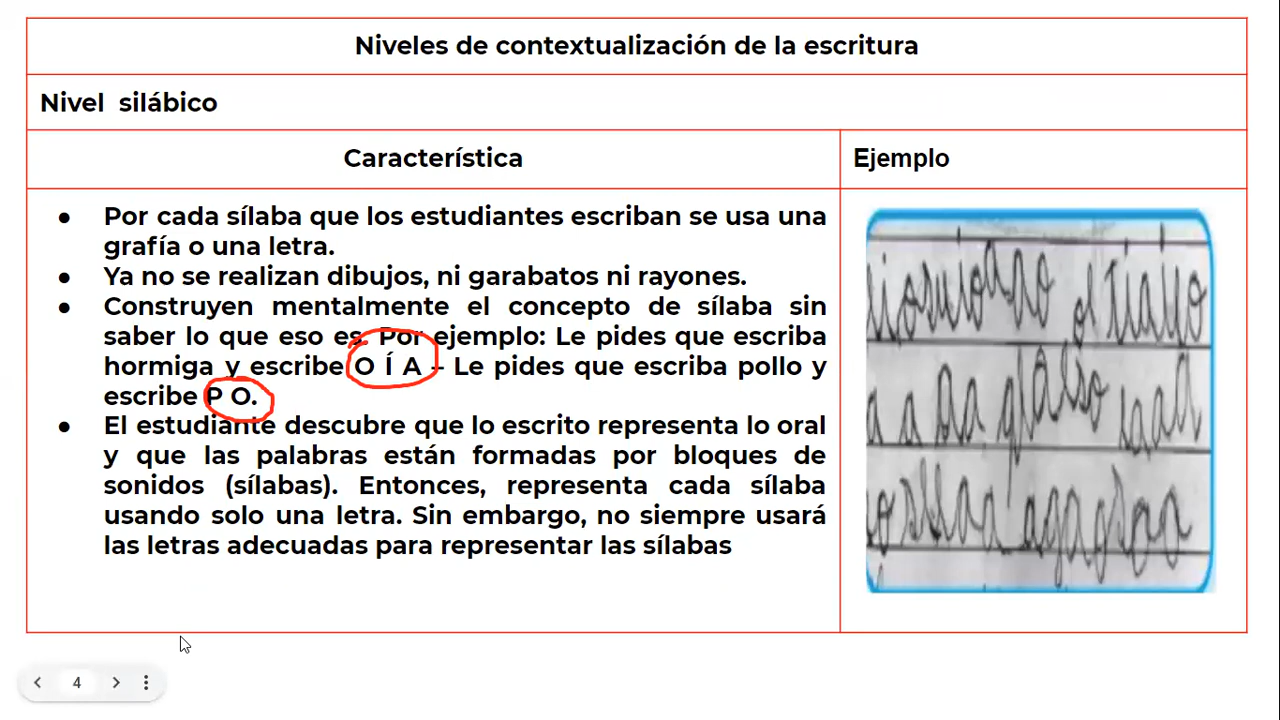 Niveles de contextualización de la escritura
Nivel silábico
Característica
Ejemplo
● Por cada sílaba que los estudiantes escriban se usa una
grafía o una letra.
● Ya no se realizan dibujos, ni garabatos ni rayones.
● Construyen mentalmente el concepto de sílaba sin
saber lo que eso es. Por ejemplo: Le pides que escriba
hormiga y escribe O Í A - Le pides que escriba pollo y
escribe P O.
● El estudiante descubre que lo escrito representa lo oral
y que las palabras están formadas por bloques de
sonidos (sílabas). Entonces, representa cada sílaba
usando solo una letra. Sin embargo, no siempre usará
las letras adecuadas para representar las sílabas
4